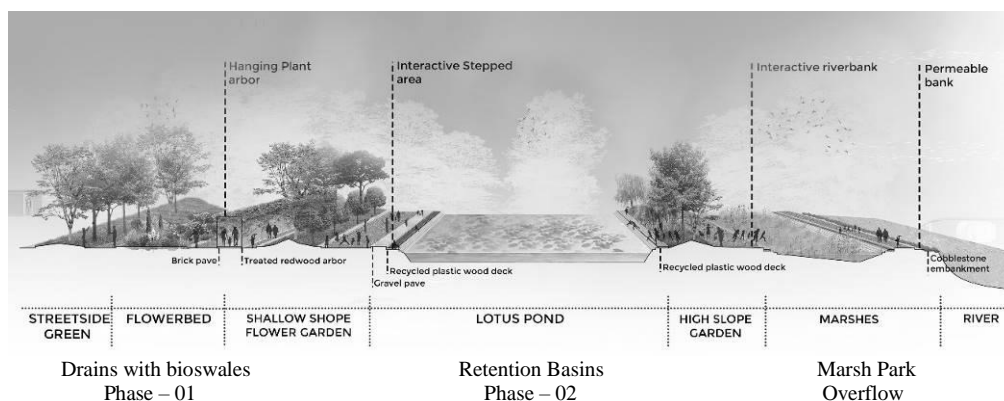 Hanging Plant
arbor
Interactive Stepped
area
Interactive riverbank
Permeable
bank
Brick pave
Treated redwood arbor
Recycled plastic wood deck
Gravel pave
Recycled plastic wood deck
Cobblestone
embankment
STREETSIDE
GREEN
FLOWERBED
SHALLOW SHOPE
FLOWER GARDEN
LOTUS POND
HIGH SLOPE
GARDEN
MARSHES
RIVER
Drains with bioswales
Phase – 01
Retention Basins
Phase – 02
Marsh Park
Overflow